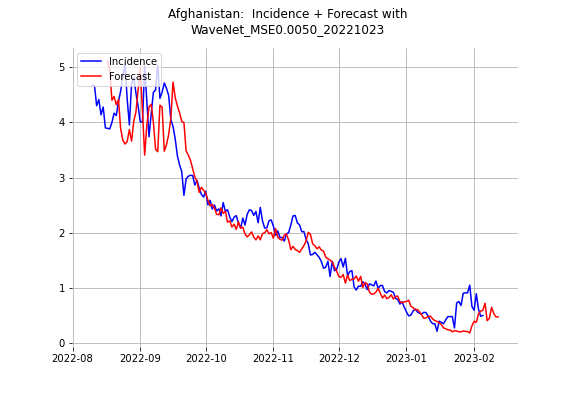 Afghanistan:  Incidence + Forecast with
WaveNet_MSE0.0050_20221023
Incidence
Forecast
5
4
3
2
1
0
2022-08 2022-09 2022-10 2022-11 2022-12 2023-01 2023-02